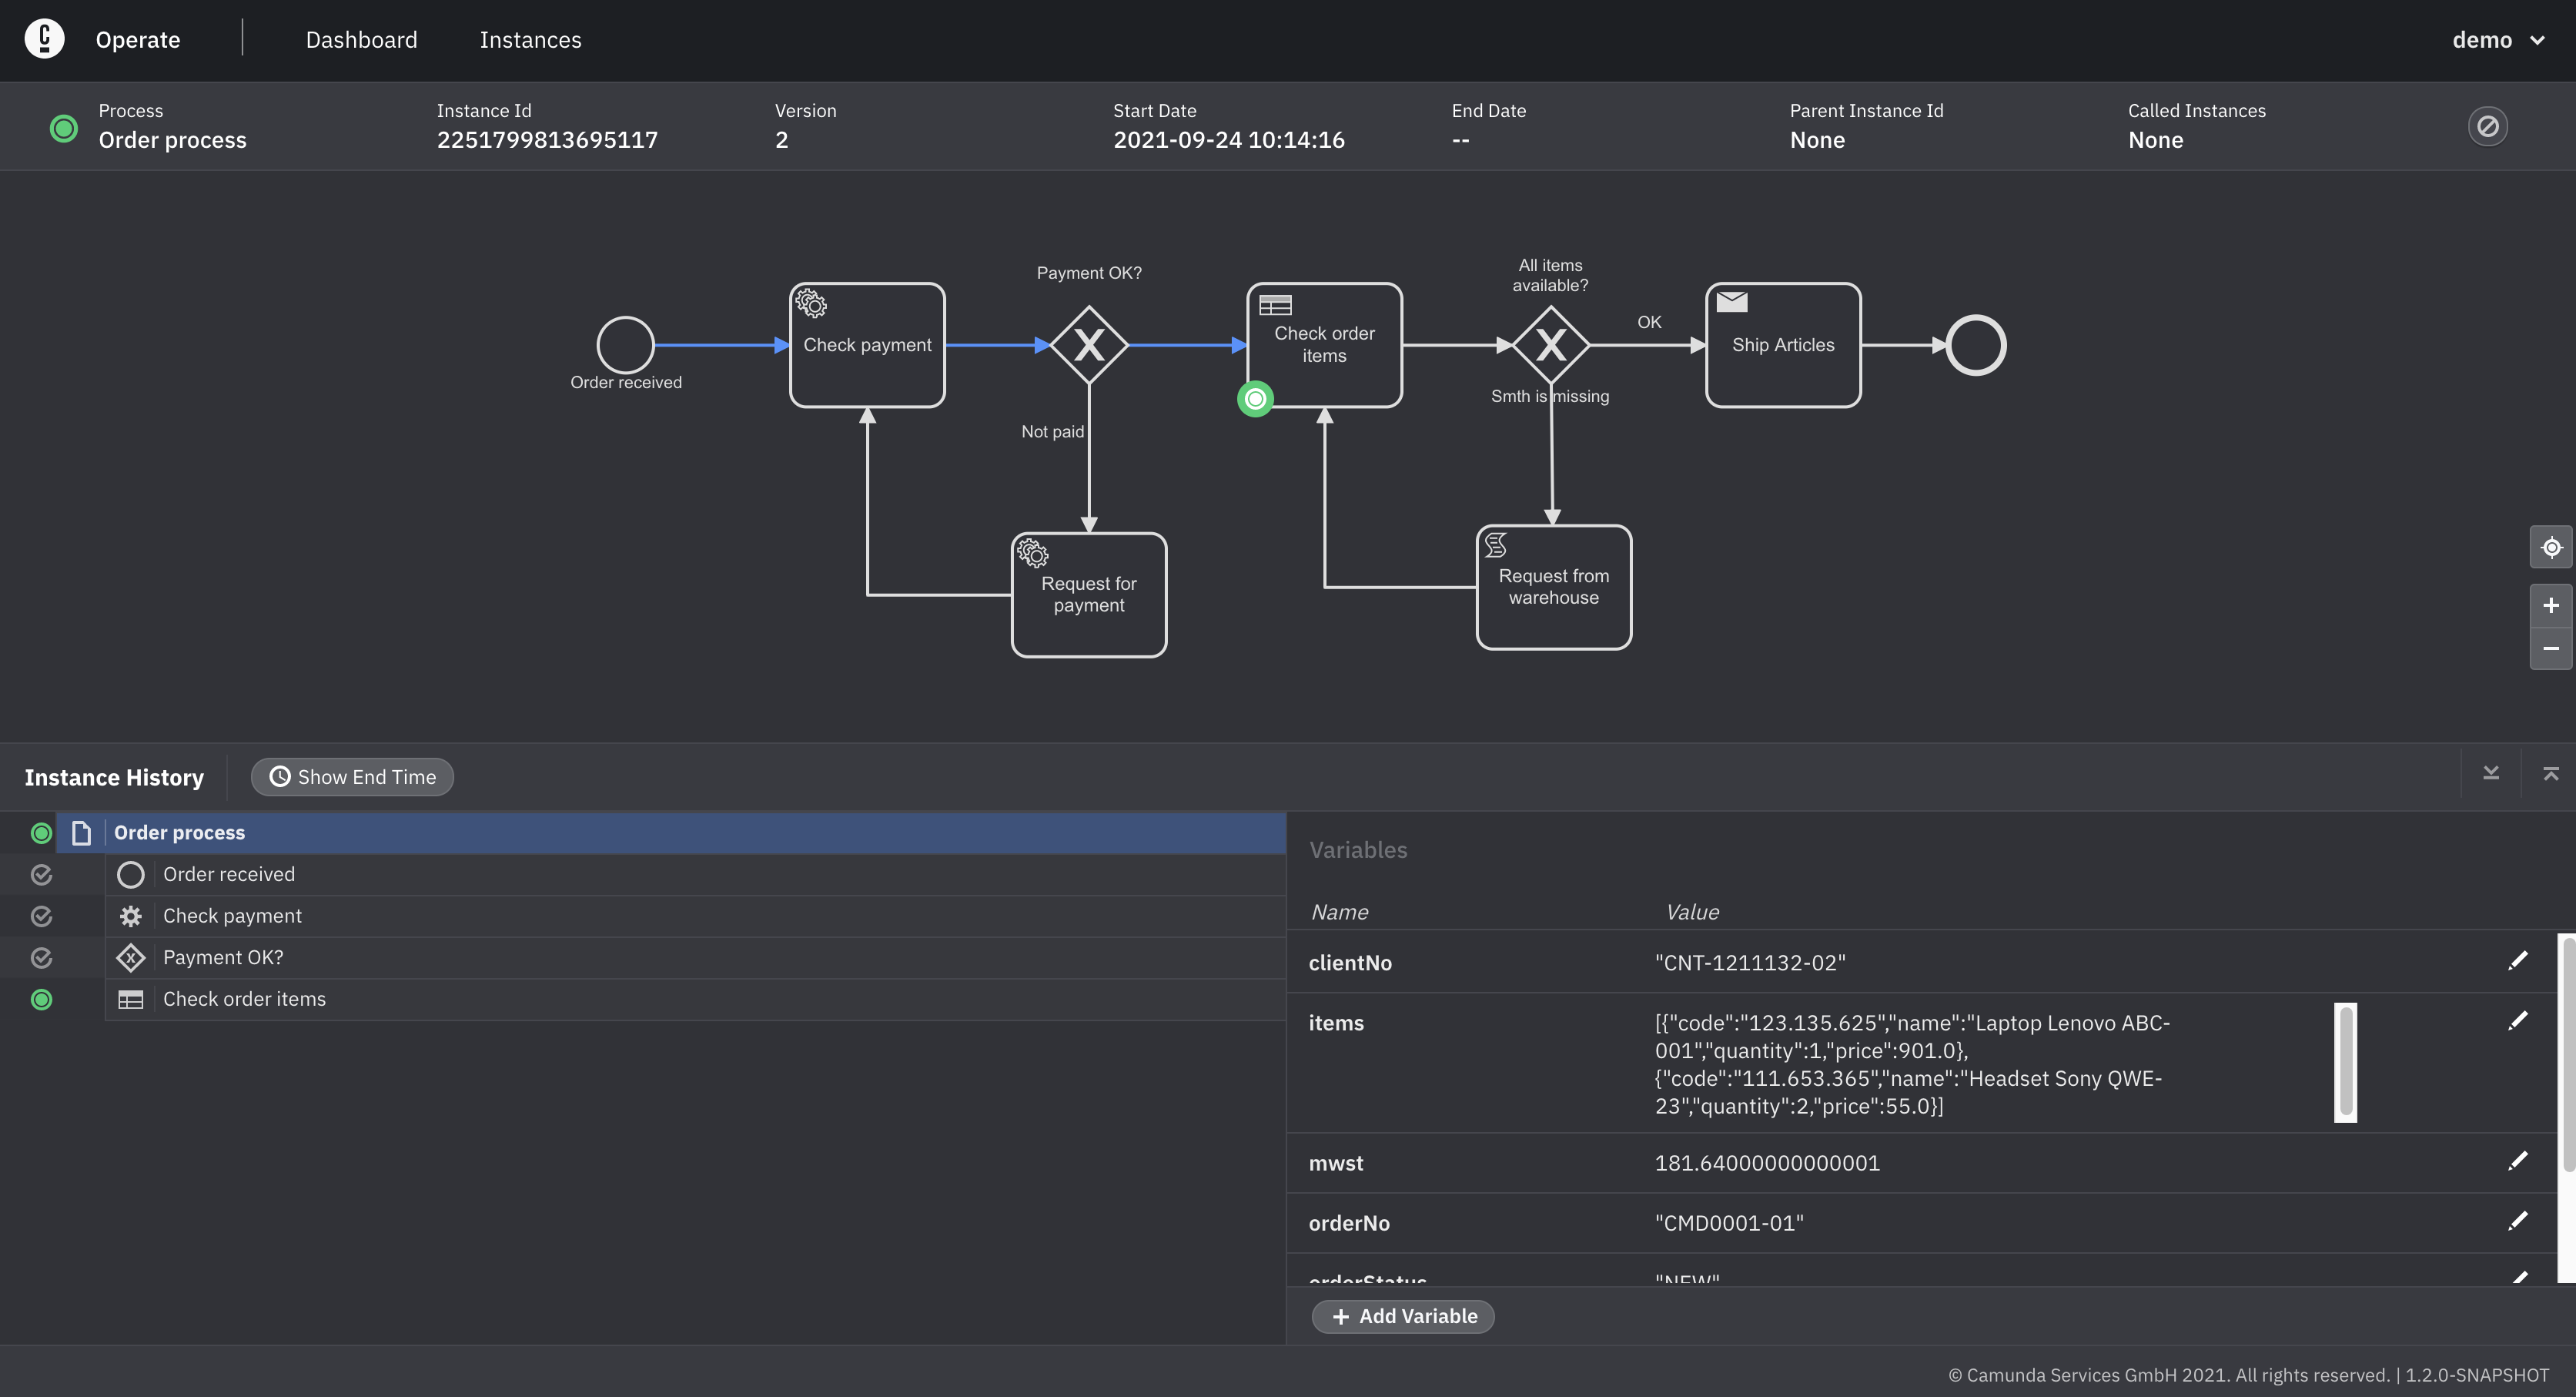 Operate
Dashboard
Instances
demo
Process
Order process
Instance Id
2251799813695117
Version
2
Start Date
2021-09-24 10:14:16
End Date
--
Parent Instance Id
None
Called Instances
None
Payment OK?
All items
available?
OK
Check payment
X
Check order
items
X
Ship Articles
Order received
Smth is missing
Not paid
Request for
payment
Request from
warehouse
Instance History
Show End Time
Order process
Order received
Check payment
Payment OK?
Check order items
Variables
Name
Value
clientNo
"CNT-1211132-02"
items
[{"code":"123.135.625","name":"Laptop Lenovo ABC-
001","quantity":1,"price":901.0},
{"code":"111.653.365","name":"Headset Sony QWE-
23","quantity":2,"price":55.0}]
mwst
181.64000000000001
orderNo
"CMD0001-01"
orderStatus
"NEW"
+ Add Variable
© Camunda Services GmbH 2021. All rights reserved. | 1.2.0-SNAPSHOT